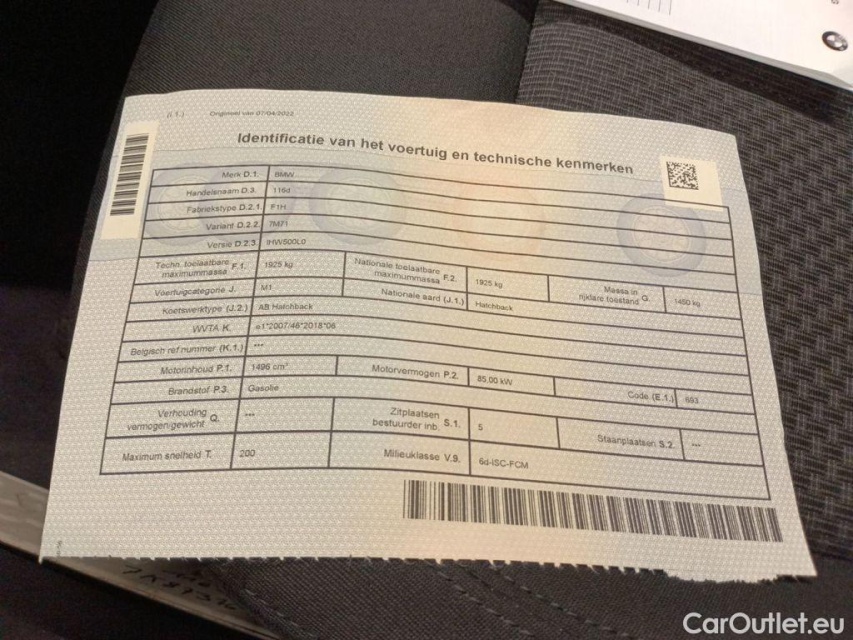 (J.1.) Origineel van 07/04/2022
Identificatie van het voertuig en technische kenmerken
Merk D.1. BMW
Handelsnaam D.3. 116d
Fabriekstype D.2.1. F1H
Variant D.2.2. 7M71
Versie D.2.3. IHW500L0
Techn. toelaatbare maximummassa F.1. 1925 kg Nationale toelaatbare maximummassa F.2. 1925 kg Massa in rijklare toestand G.
Voertuigcategorie J. M1 Nationale aard (J.1.) Hatchback
Koetswerktype (J.2.) AB Hatchback
WVTA K. e1*2007/46*2018*06
Belgisch ref.nummer (K.1.) ---
Motorinhoud P.1. 1496 cm³ Motorvermogen P.2. 85,00 kW Code (E.1.) 693
Brandstof P.3. Gasolie
Verhouding vermogen/gewicht Q. --- Zitplaatsen bestuurder inb. S.1. 5 Staanplaatsen S.2. ---
Maximum snelheid T. 200 Milieuklasse V.9. 6d-ISC-FCM
CarOutlet.eu